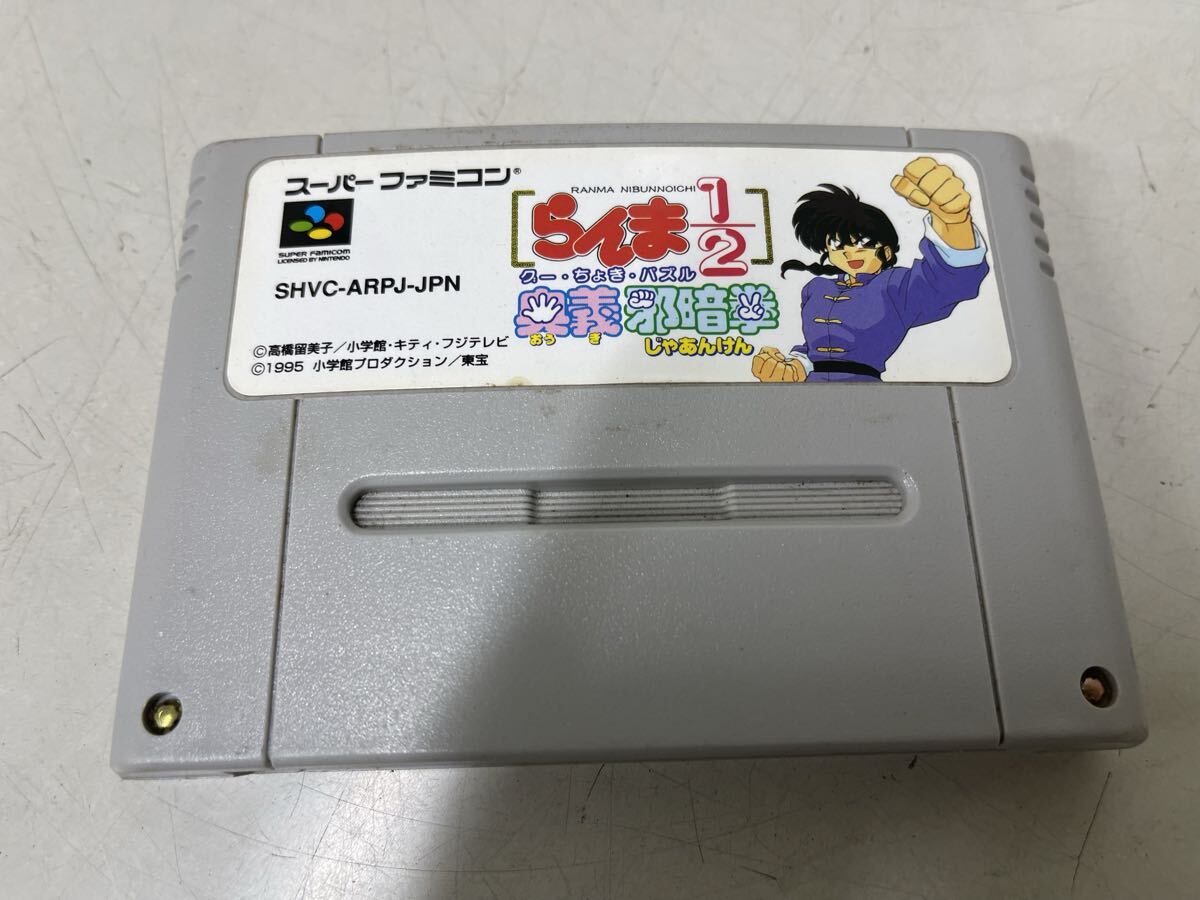 スーパーファミコン®
SUPER FAMICOM
LICENSED BY NINTENDO
SHVC-ARPJ-JPN
©高橋留美子／小学館・キティ・フジテレビ
©1995 小学館プロダクション／東宝
RANMA NIBUNNOICHI
[らんま1/2]
グー・ちょき・パズル
奥義邪暗拳
おうぎ じゃあんけん